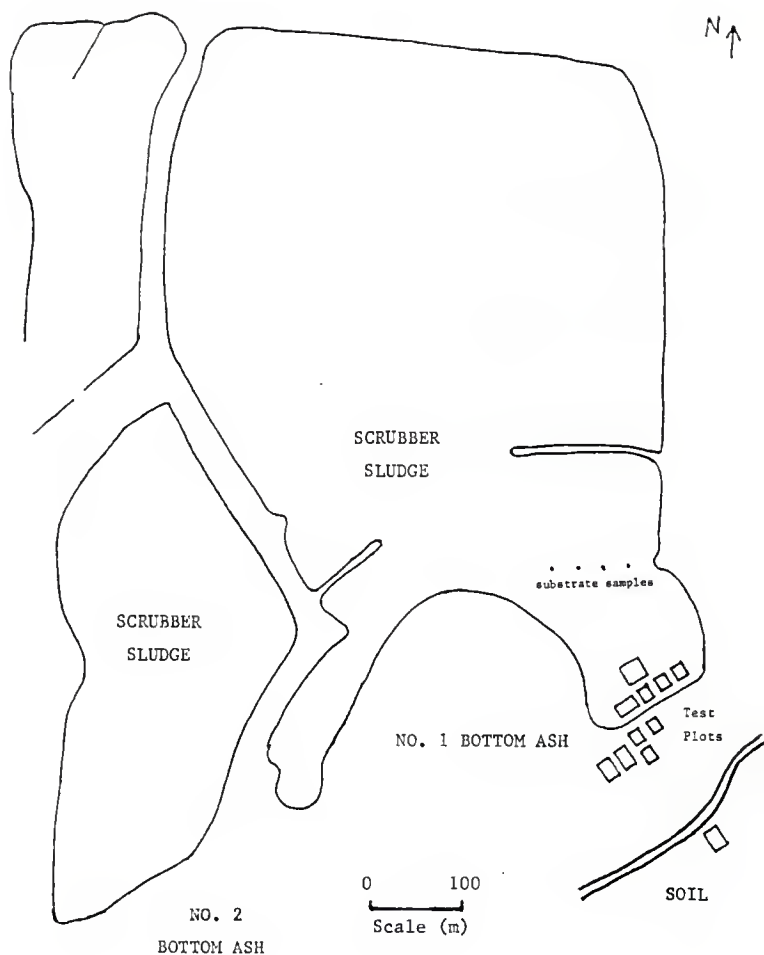 N
SCRUBBER
SLUDGE
substrate samples
SCRUBBER
SLUDGE
Test
Plots
NO. 1 BOTTOM ASH
0 100
Scale (m)
SOIL
NO. 2
BOTTOM ASH